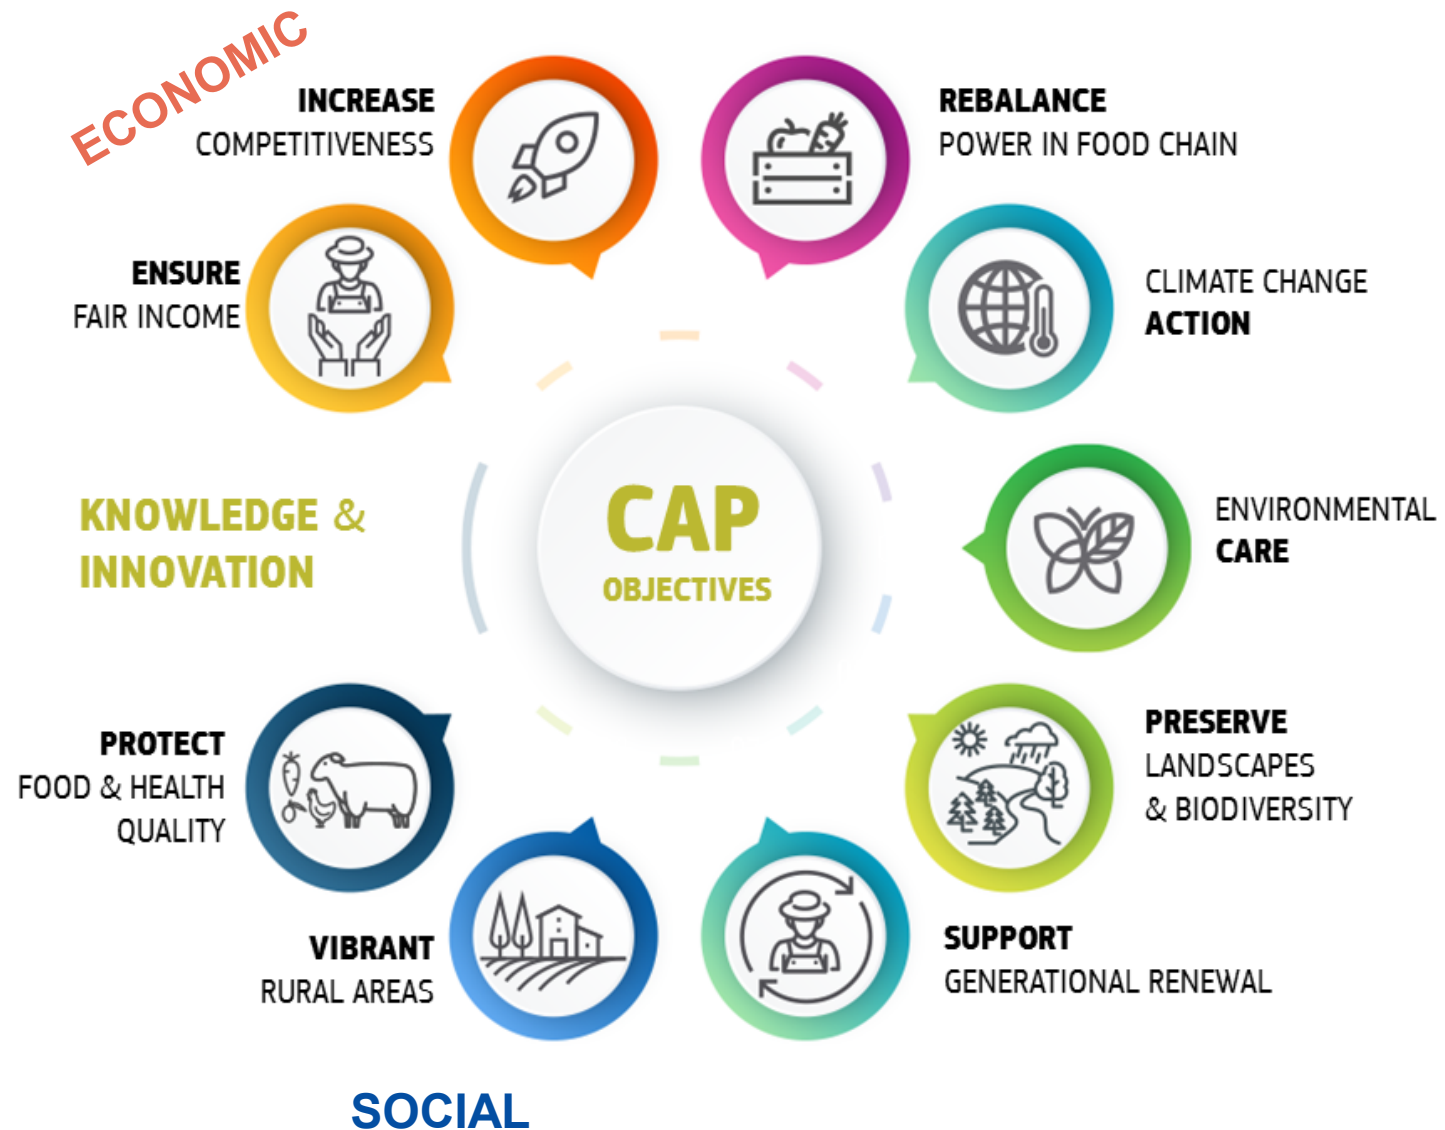 ECONOMIC
INCREASE
COMPETITIVENESS
REBALANCE
POWER IN FOOD CHAIN
ENSURE
FAIR INCOME
CLIMATE CHANGE
ACTION
KNOWLEDGE &
INNOVATION
CAP
OBJECTIVES
ENVIRONMENTAL
CARE
PROTECT
FOOD & HEALTH
QUALITY
PRESERVE
LANDSCAPES
& BIODIVERSITY
VIBRANT
RURAL AREAS
SUPPORT
GENERATIONAL RENEWAL
SOCIAL